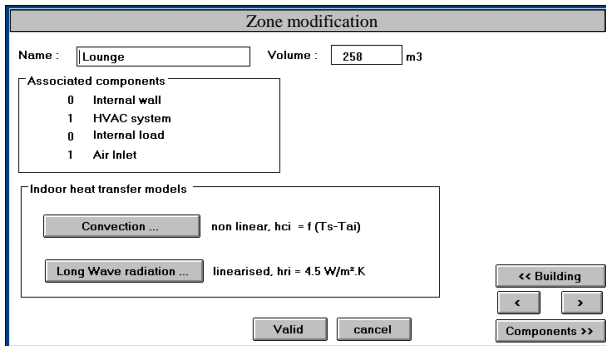 Zone modification
Name : Lounge Volume : 258 m3
Associated components
0 Internal wall
1 HVAC system
0 Internal load
1 Air Inlet
Indoor heat transfer models
Convection ... non linear, hci = f (Ts-Tai)
Long Wave radiation ... linearised, hri = 4.5 W/m².K
<< Building
< >
Valid cancel Components >>